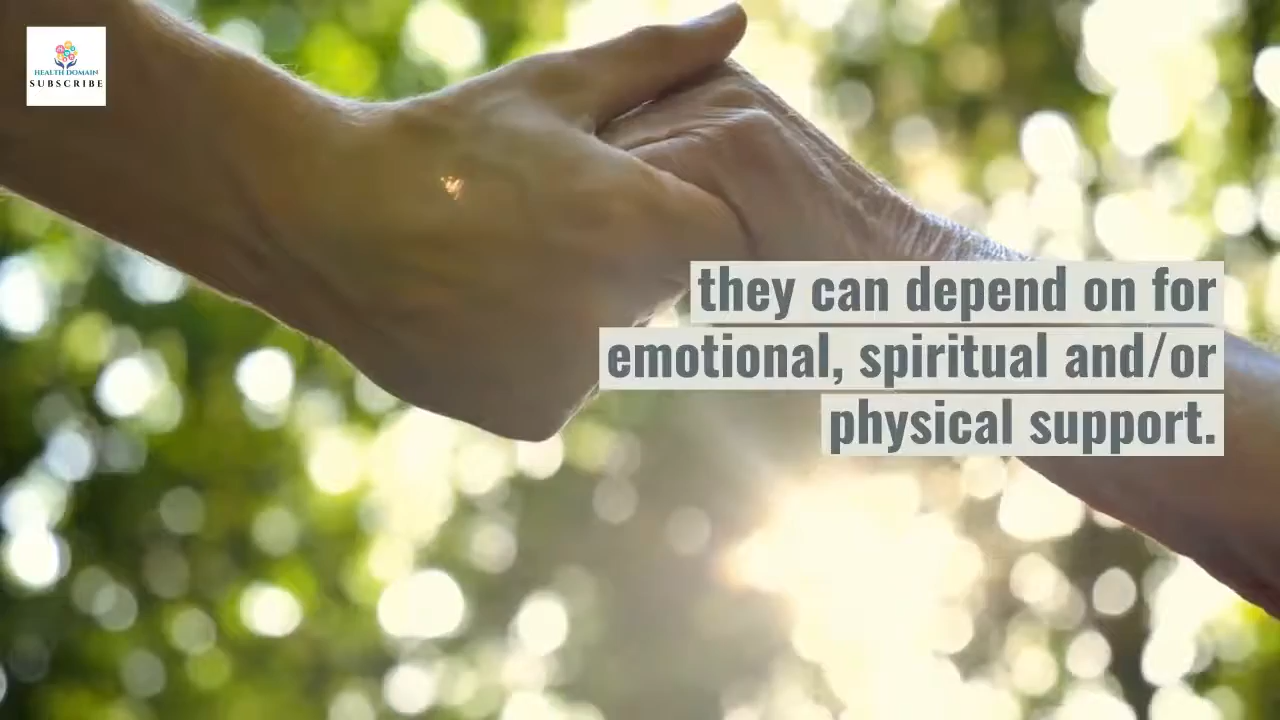 HEALTH DOMAIN
SUBSCRIBE
they can depend on for
emotional, spiritual and/or
physical support.